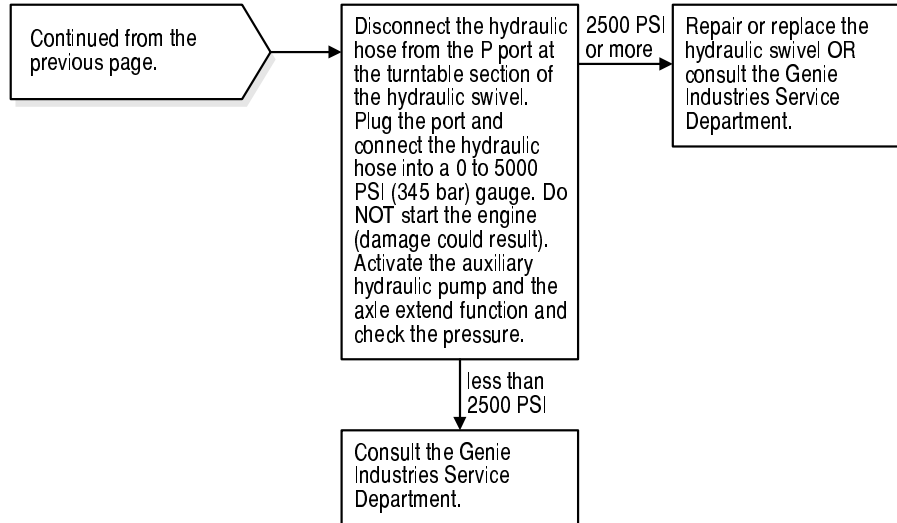 Continued from the
previous page.
Disconnect the hydraulic
hose from the P port at
the turntable section of
the hydraulic swivel.
Plug the port and
connect the hydraulic
hose into a 0 to 5000
PSI (345 bar) gauge. Do
NOT start the engine
(damage could result).
Activate the auxiliary
hydraulic pump and the
axle extend function and
check the pressure.
2500 PSI
or more
Repair or replace the
hydraulic swivel OR
consult the Genie
Industries Service
Department.
less than
2500 PSI
Consult the Genie
Industries Service
Department.